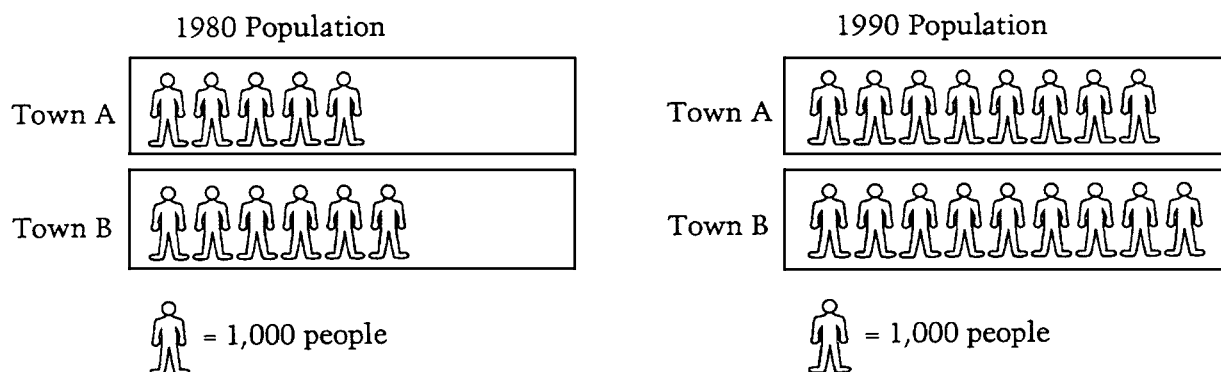 1980 Population
Town A
Town B
= 1,000 people
1990 Population
Town A
Town B
= 1,000 people